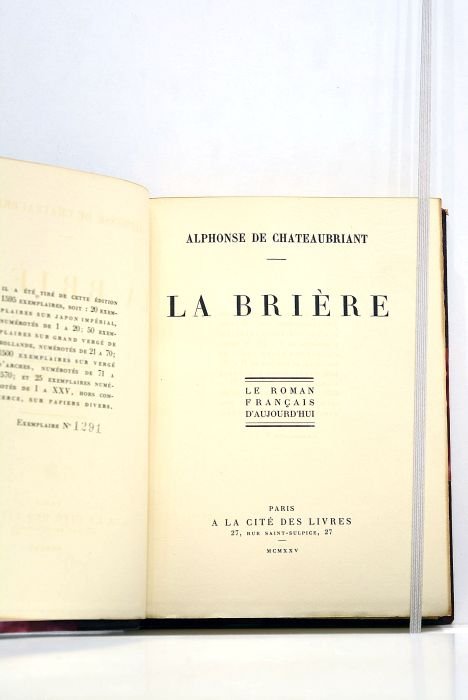 IL A ÉTÉ TIRÉ DE CETTE ÉDITION
1595 EXEMPLAIRES, SOIT : 20 EXEM-
PLAIRES SUR JAPON IMPÉRIAL,
NUMÉROTÉS DE 1 A 20; 50 EXEM-
PLAIRES SUR GRAND VERGÉ DE
HOLLANDE, NUMÉROTÉS DE 21 A 70;
1500 EXEMPLAIRES SUR VERGÉ
D'ARCHES, NUMÉROTÉS DE 71 A
1570; ET 25 EXEMPLAIRES NUMÉ-
ROTÉS DE I A XXV, HORS COM-
MERCE, SUR PAPIERS DIVERS.
EXEMPLAIRE Nº 1291
ALPHONSE DE CHATEAUBRIANT
LA BRIÈRE
LE ROMAN
FRANÇAIS
D'AUJOURD'HUI
PARIS
A LA CITÉ DES LIVRES
27, RUE SAINT-SULPICE, 27
MCMXXV